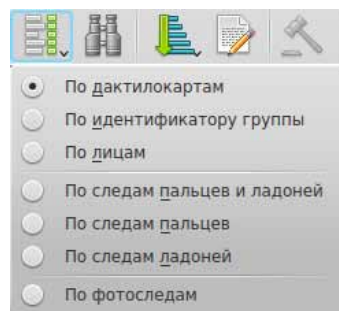 По дактилокартам
По идентификатору группы
По лицам
По следам пальцев и ладоней
По следам пальцев
По следам ладоней
По фотоследам